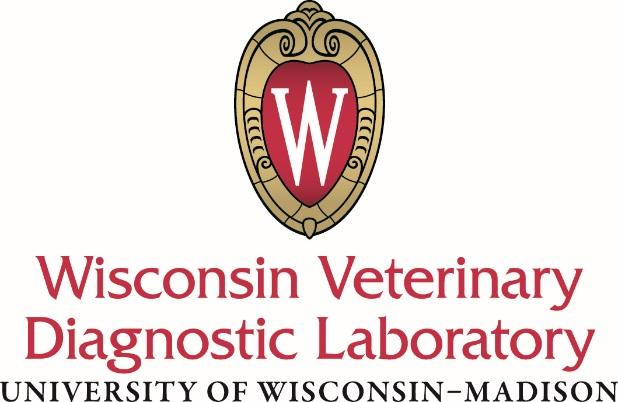 W
Wisconsin Veterinary
Diagnostic Laboratory
UNIVERSITY OF WISCONSIN–MADISON